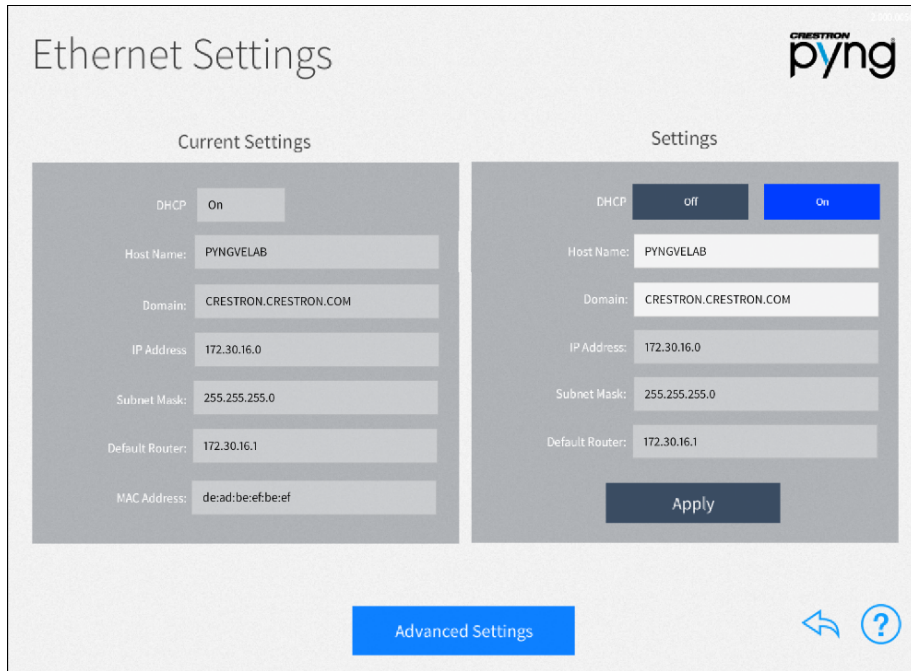 Ethernet Settings
CRESTRON
pyng
Current Settings
DHCP On
Host Name: PYNGVELAB
Domain: CRESTRON.CRESTRON.COM
IP Address 172.30.16.0
Subnet Mask: 255.255.255.0
Default Router: 172.30.16.1
MAC Address: de:ad:be:ef:be:ef
Settings
DHCP Off On
Host Name: PYNGVELAB
Domain: CRESTRON.CRESTRON.COM
IP Address: 172.30.16.0
Subnet Mask: 255.255.255.0
Default Router: 172.30.16.1
Apply
Advanced Settings
?